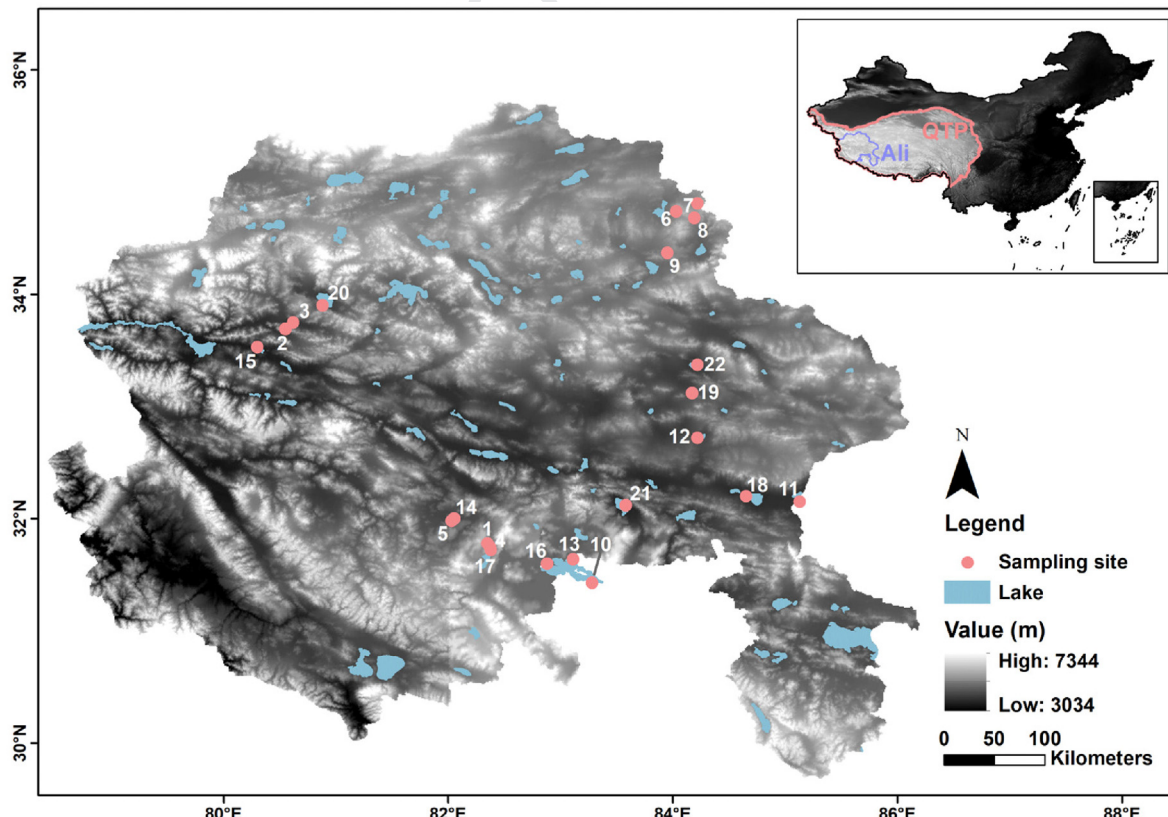 36°N
34°N
32°N
30°N
QTP
Ali
7
6
8
9
20
3
2
15
22
19
12
18
11
21
14
5
1
4
17
16
13
10
N
Legend
Sampling site
Lake
Value (m)
High: 7344
Low: 3034
0 50 100
Kilometers
80°E 82°E 84°E 86°E 88°E